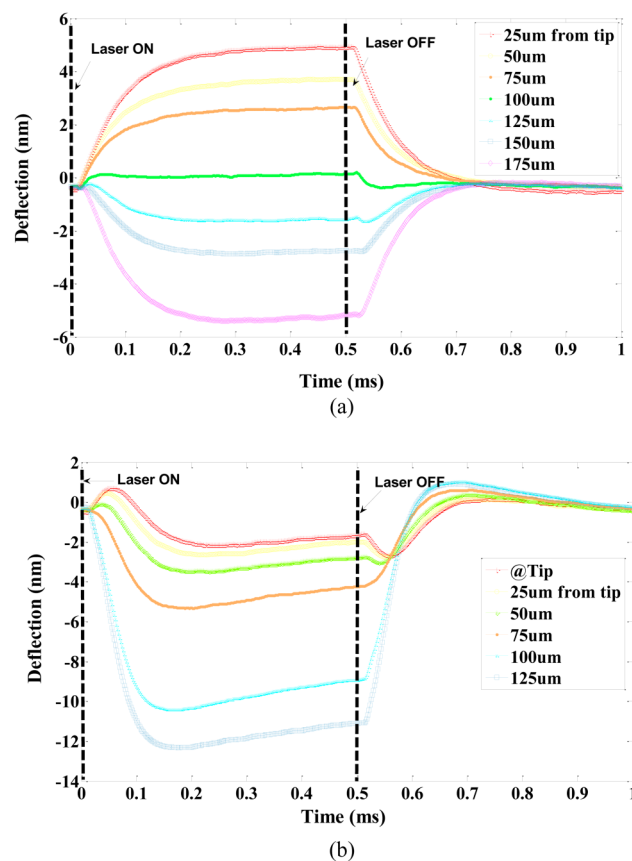 (a)
6
4
2
0
-2
-4
-6
Deflection (nm)
Laser ON
Laser OFF
25um from tip
50um
75um
100um
125um
150um
175um
0 0.1 0.2 0.3 0.4 0.5 0.6 0.7 0.8 0.9 1
Time (ms)
(a)
2
0
-2
-4
-6
-8
-10
-12
-14
Deflection (nm)
Laser ON
Laser OFF
@Tip
25um from tip
50um
75um
100um
125um
0 0.1 0.2 0.3 0.4 0.5 0.6 0.7 0.8 0.9 1
Time (ms)
(b)